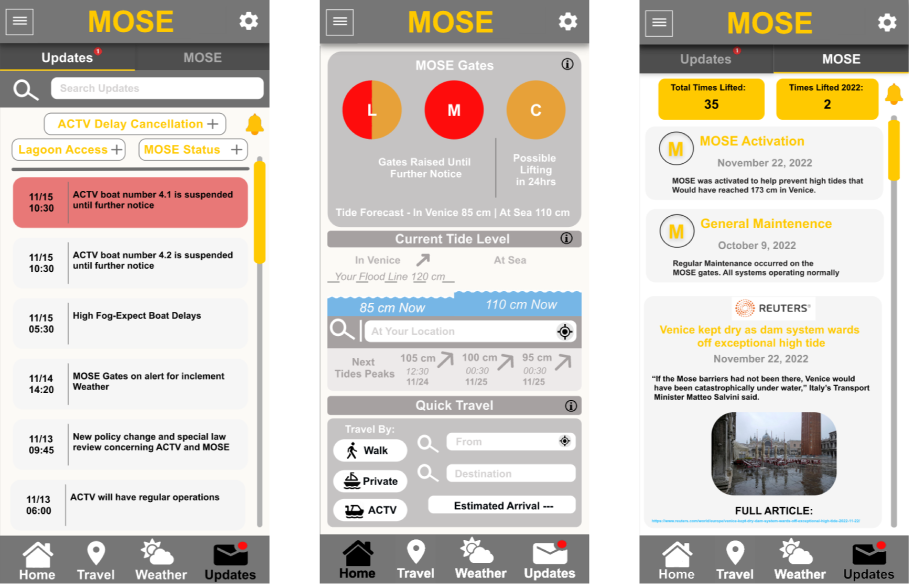 MOSE
Updates 1
MOSE
Search Updates
ACTV Delay Cancellation +
Lagoon Access +
MOSE Status +
11/15
10:30
ACTV boat number 4.1 is suspended
until further notice
11/15
10:30
ACTV boat number 4.2 is suspended
until further notice
11/15
05:30
High Fog-Expect Boat Delays
11/14
14:20
MOSE Gates on alert for inclement
Weather
11/13
09:45
New policy change and special law
review concerning ACTV and MOSE
11/13
06:00
ACTV will have regular operations
Home
Travel
Weather
Updates
MOSE
MOSE Gates
L
M
C
Gates Raised Until
Further Notice
Possible
Lifting
in 24hrs
Tide Forecast - In Venice 85 cm | At Sea 110 cm
Current Tide Level
In Venice
At Sea
Your Flood Line 120 cm
85 cm Now
110 cm Now
At Your Location
Next
Tides Peaks
105 cm
12:30
11/24
100 cm
00:30
11/25
95 cm
00:30
11/25
Quick Travel
Travel By:
Walk
Private
ACTV
From
Destination
Estimated Arrival ---
Home
Travel
Weather
Updates
MOSE
Updates 1
MOSE
Total Times Lifted:
35
Times Lifted 2022:
2
M
MOSE Activation
November 22, 2022
MOSE was activated to help prevent high tides that
Would have reached 173 cm in Venice.
M
General Maintenence
October 9, 2022
Regular Maintenance occurred on the
MOSE gates. All systems operating normally
REUTERS
Venice kept dry as dam system wards
off exceptional high tide
November 22, 2022
“If the Mose barriers had not been there, Venice would
have been catastrophically under water,” Italy's Transport
Minister Matteo Salvini said.
FULL ARTICLE:
Home
Travel
Weather
Updates